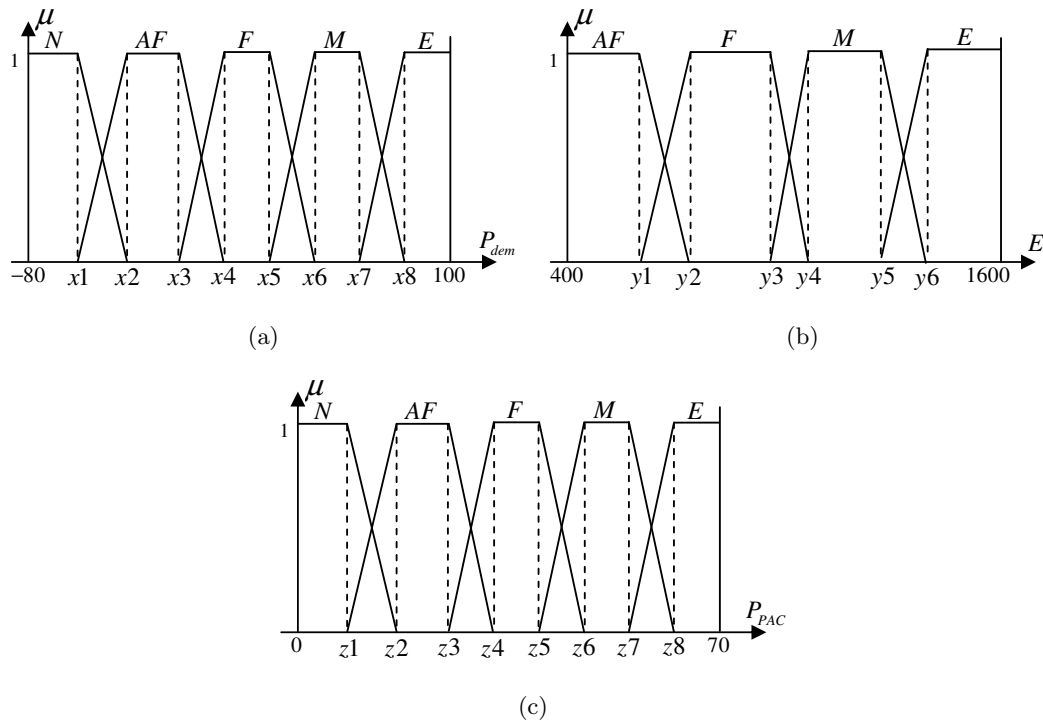 μ μ
N AF F M E AF F M E
1 1
P_dem E
−80 x1 x2 x3 x4 x5 x6 x7 x8 100 400 y1 y2 y3 y4 y5 y6 1600
(a) (b)
μ
N AF F M E
1
P_PAC
0 z1 z2 z3 z4 z5 z6 z7 z8 70
(c)